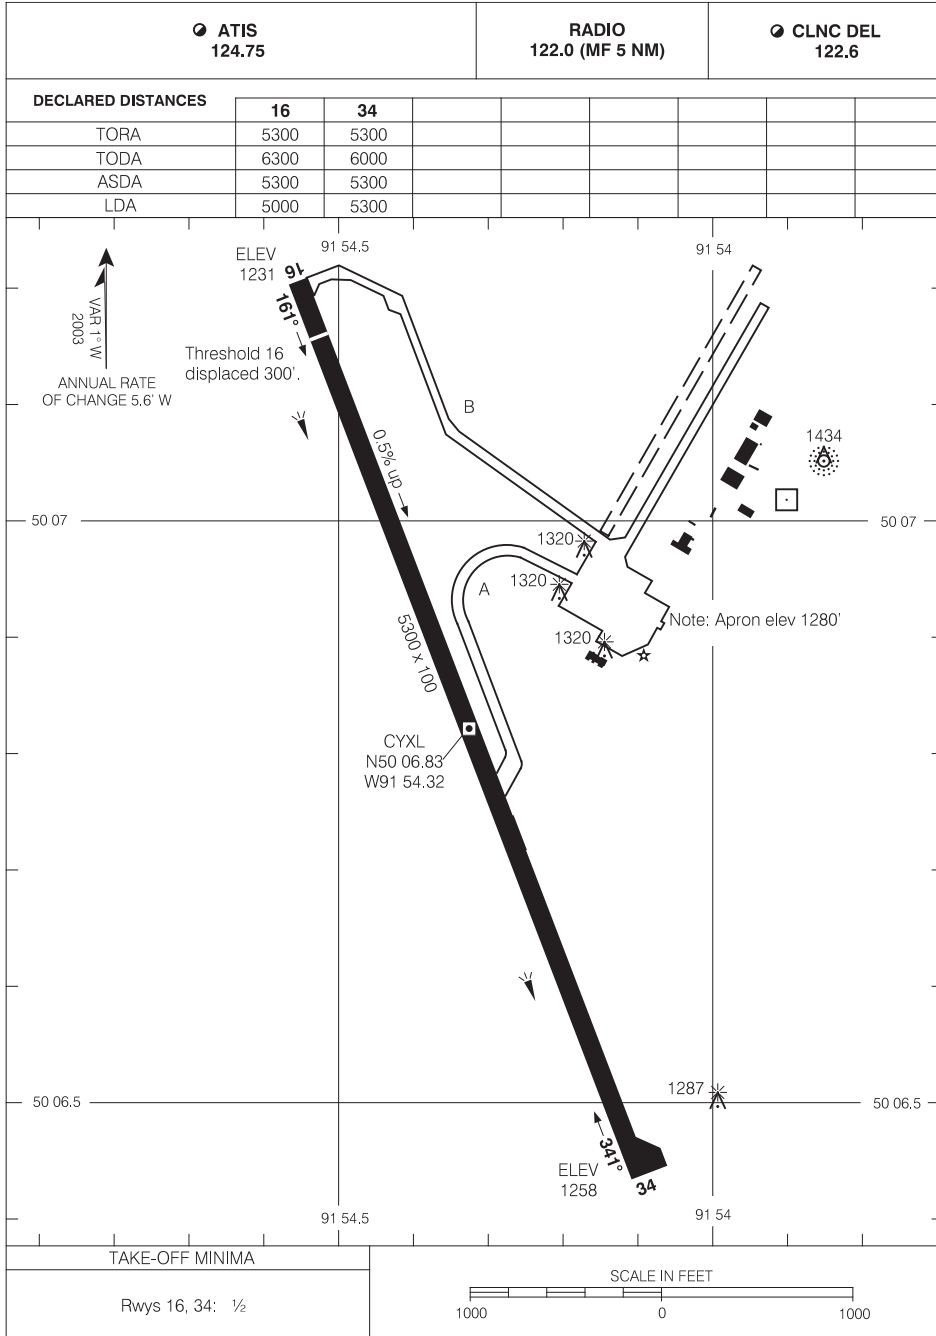 ATIS
124.75
RADIO
122.0 (MF 5 NM)
CLNC DEL
122.6
DECLARED DISTANCES 16 34
TORA 5300 5300
TODA 6300 6000
ASDA 5300 5300
LDA 5000 5300
91 54.5
91 54
ELEV
1231
16
161°
VAR 1° W
2003
ANNUAL RATE
OF CHANGE 5.6' W
Threshold 16
displaced 300'.
B
0.5% up
1434
50 07
50 07
1320
1320
A
1320
Note: Apron elev 1280'
5300 x 100
CYXL
N50 06.83
W91 54.32
1287
50 06.5
50 06.5
341°
34
ELEV
1258
91 54.5
91 54
TAKE-OFF MINIMA
Rwys 16, 34: ½
SCALE IN FEET
1000 0 1000